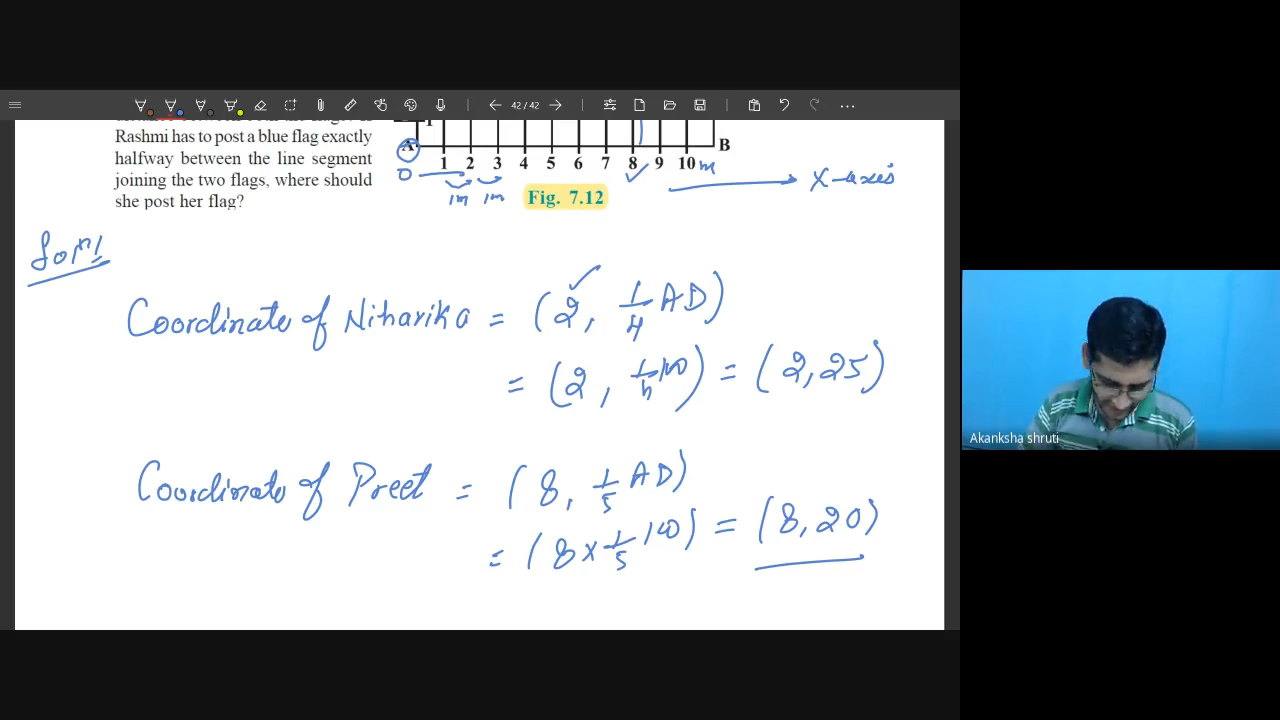 42/42
Rashmi has to post a blue flag exactly
halfway between the line segment
joining the two flags, where should
she post her flag?
A B
1 2 3 4 5 6 7 8 9 10 m
0
1m 1m
X-axis
Fig. 7.12
Soln
Coordinate of Niharika = (2, 1/4 AD)
= (2, 1/4 100) = (2, 25)
Coordinate of Preet = (8, 1/5 AD)
= (8 × 1/5 100) = (8, 20)
Akanksha shruti